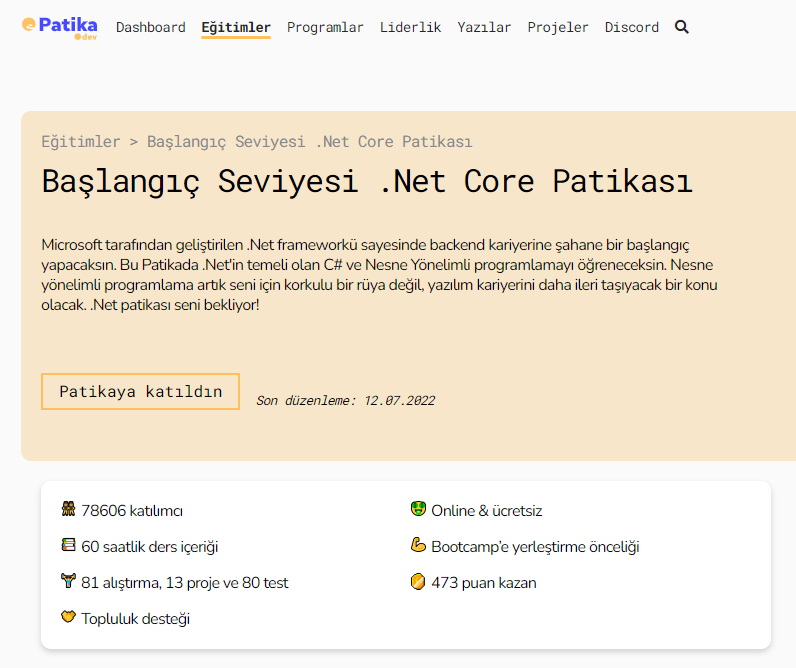 Patika
dev
Dashboard Eğitimler Programlar Liderlik Yazılar Projeler Discord
Eğitimler > Başlangıç Seviyesi .Net Core Patikası
Başlangıç Seviyesi .Net Core Patikası
Microsoft tarafından geliştirilen .Net frameworkü sayesinde backend kariyerine şahane bir başlangıç
yapacaksın. Bu Patikada .Net'in temeli olan C# ve Nesne Yönelimli programlamayı öğreneceksin. Nesne
yönelimli programlama artık seni için korkulu bir rüya değil, yazılım kariyerini daha ileri taşıyacak bir konu
olacak. .Net patikası seni bekliyor!
Patikaya katıldın
Son düzenleme: 12.07.2022
78606 katılımcı
Online & ücretsiz
60 saatlik ders içeriği
Bootcamp'e yerleştirme önceliği
81 alıştırma, 13 proje ve 80 test
473 puan kazan
Topluluk desteği